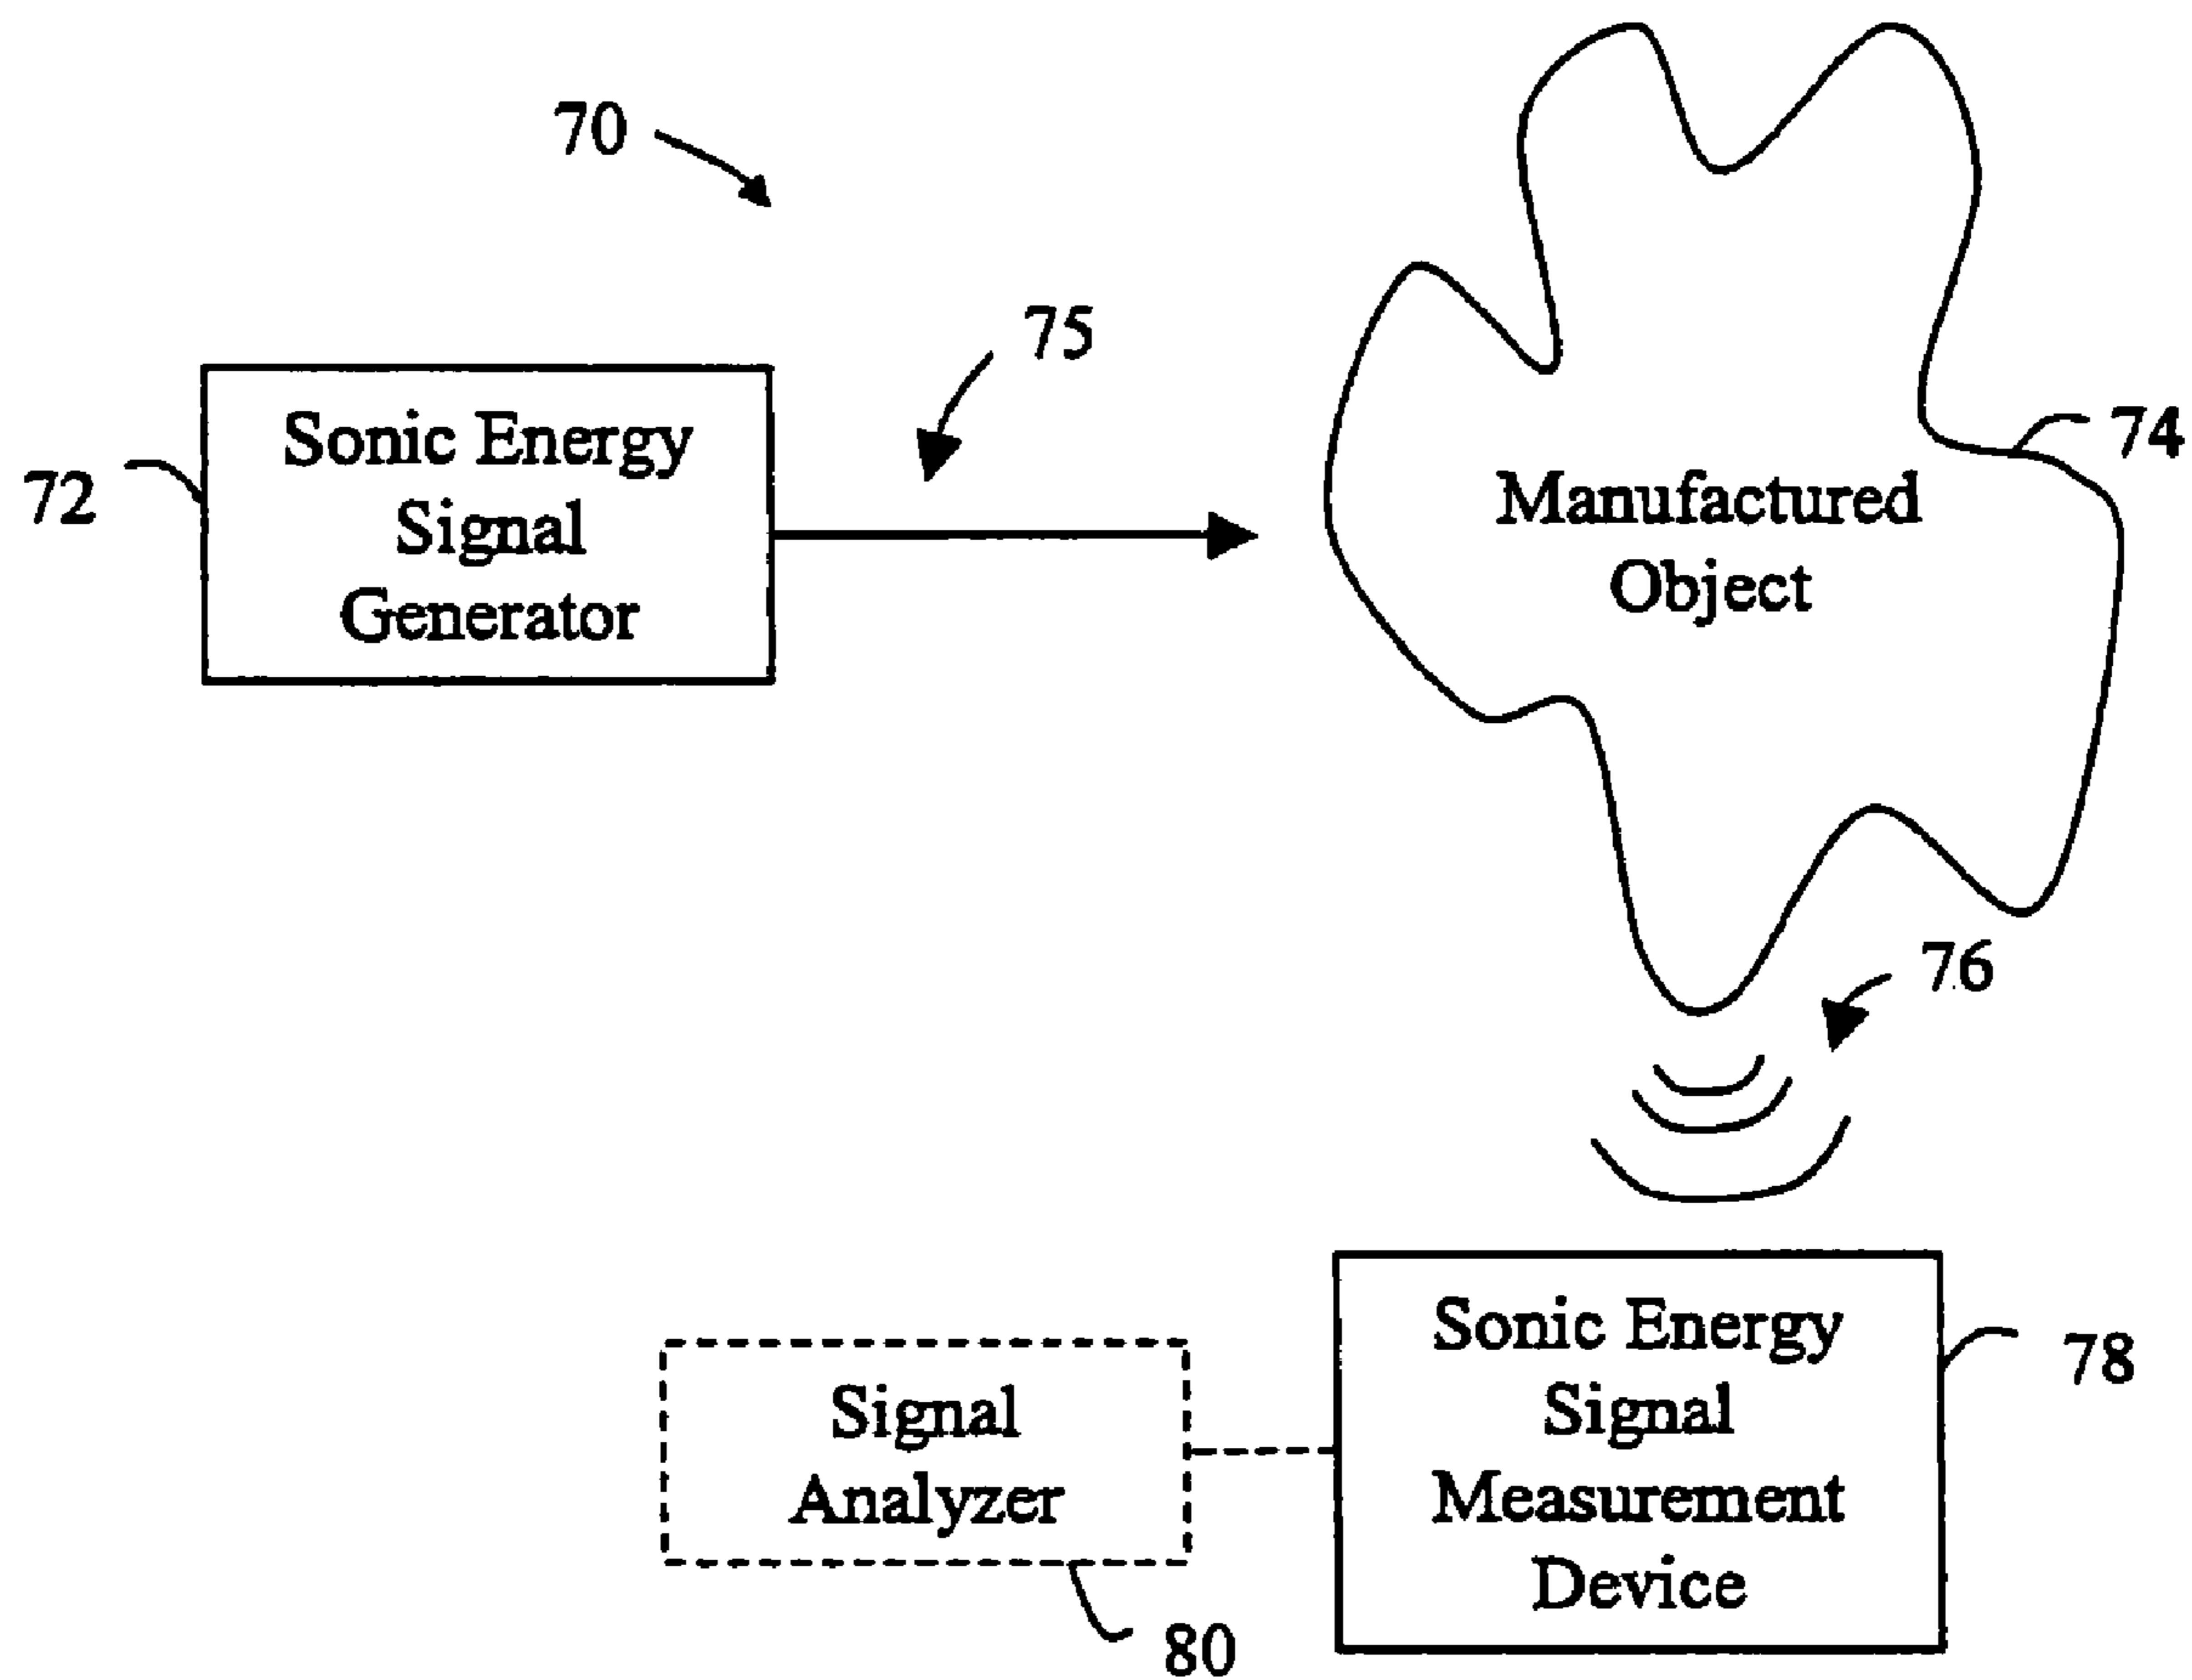 70
75
72
Sonic Energy
Signal
Generator
74
Manufactured
Object
76
Sonic Energy
Signal
Measurement
Device
78
Signal
Analyzer
80